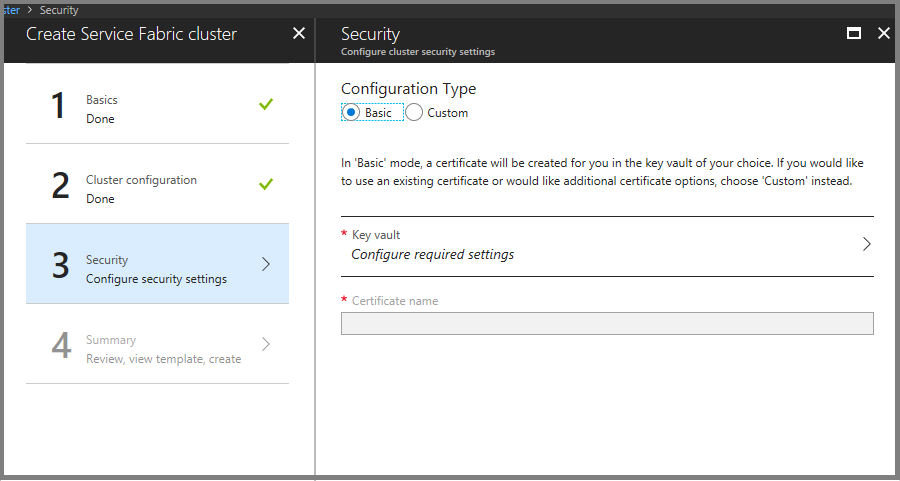 ster > Security
Create Service Fabric cluster
1
Basics
Done
2
Cluster configuration
Done
3
Security
Configure security settings
4
Summary
Review, view template, create
Security
Configure cluster security settings
Configuration Type
Basic Custom
In 'Basic' mode, a certificate will be created for you in the key vault of your choice. If you would like
to use an existing certificate or would like additional certificate options, choose 'Custom' instead.
* Key vault
Configure required settings
* Certificate name